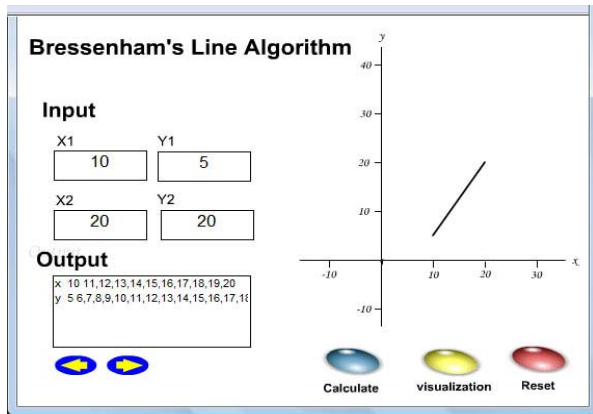 Bressenham's Line Algorithm
Input
X1 Y1
10 5
X2 Y2
20 20
Output
x 10 11,12,13,14,15,16,17,18,19,20
y 5 6,7,8,9,10,11,12,13,14,15,16,17,18
y
40
30
20
10
-10 10 20 30 x
-10
Calculate visualization Reset